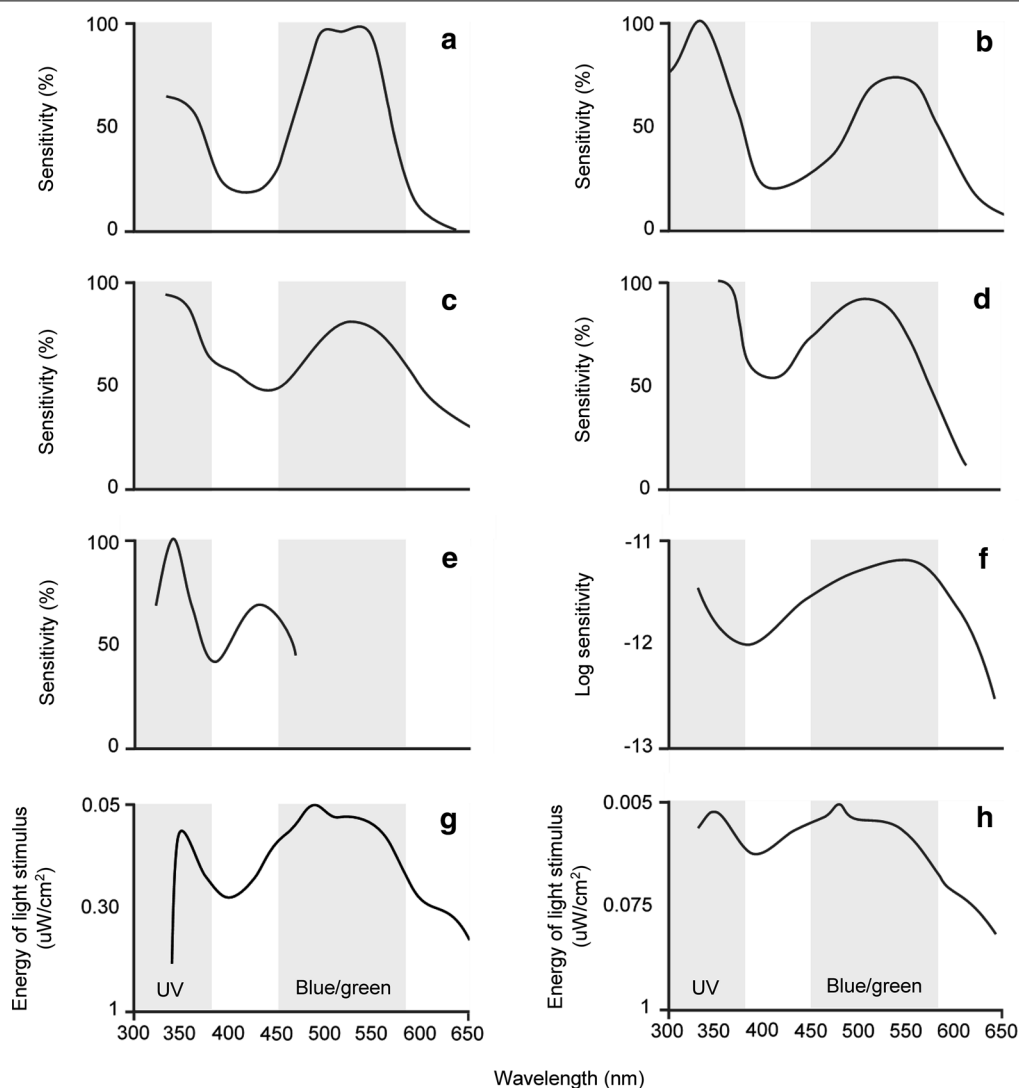 100
50
0
Sensitivity (%)
a
100
50
0
Sensitivity (%)
b
100
50
0
Sensitivity (%)
c
100
50
0
Sensitivity (%)
d
100
50
0
Sensitivity (%)
e
-11
-12
-13
Log sensitivity
f
0.05
0.30
1
Energy of light stimulus
(uW/cm²)
g
UV
Blue/green
300 350 400 450 500 550 600 650
0.005
0.075
1
Energy of light stimulus
(uW/cm²)
h
UV
Blue/green
300 350 400 450 500 550 600 650
Wavelength (nm)